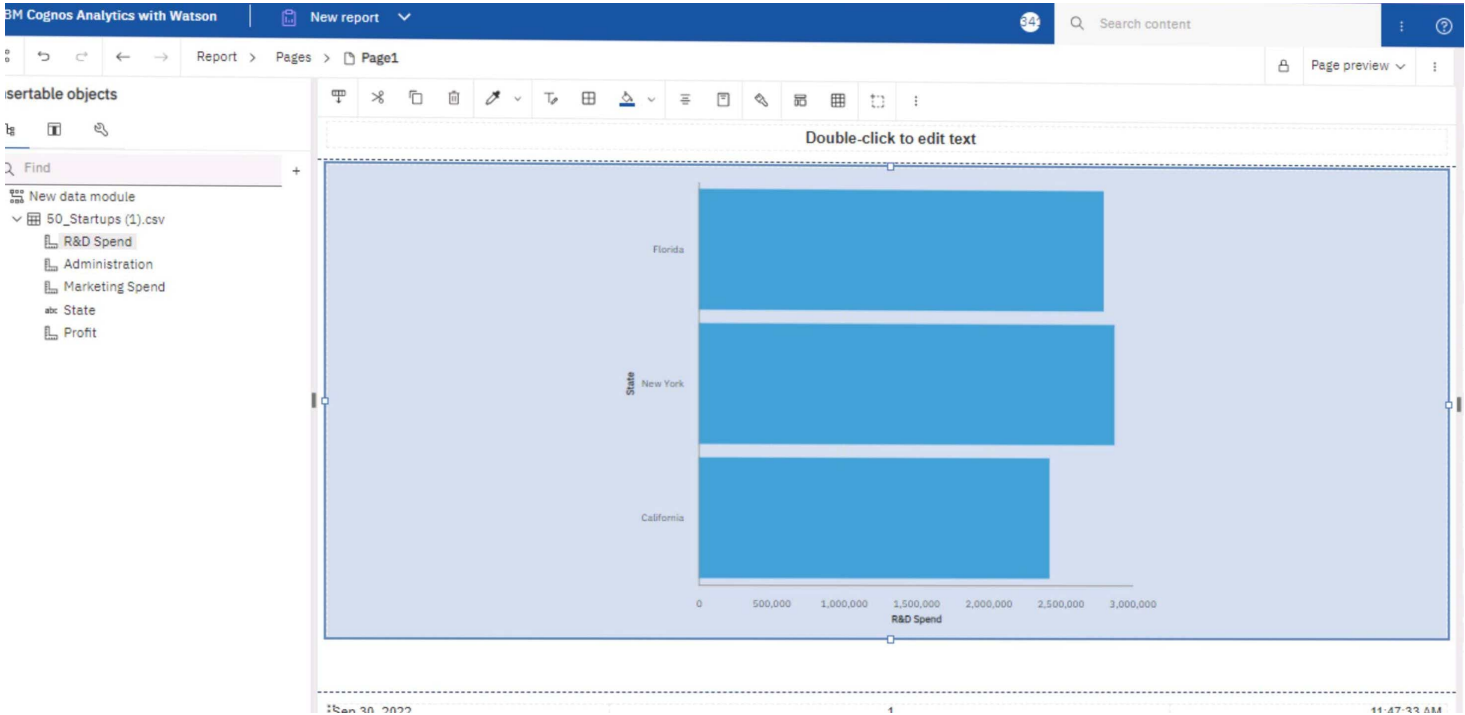 BM Cognos Analytics with Watson
New report
Search content
Report > Pages > Page1
Page preview
sertable objects
Find
+
New data module
50_Startups (1).csv
R&D Spend
Administration
Marketing Spend
abc State
Profit
Double-click to edit text
Florida
New York
California
State
0 500,000 1,000,000 1,500,000 2,000,000 2,500,000 3,000,000
R&D Spend
Sep 30, 2022 1 11:47:33 AM